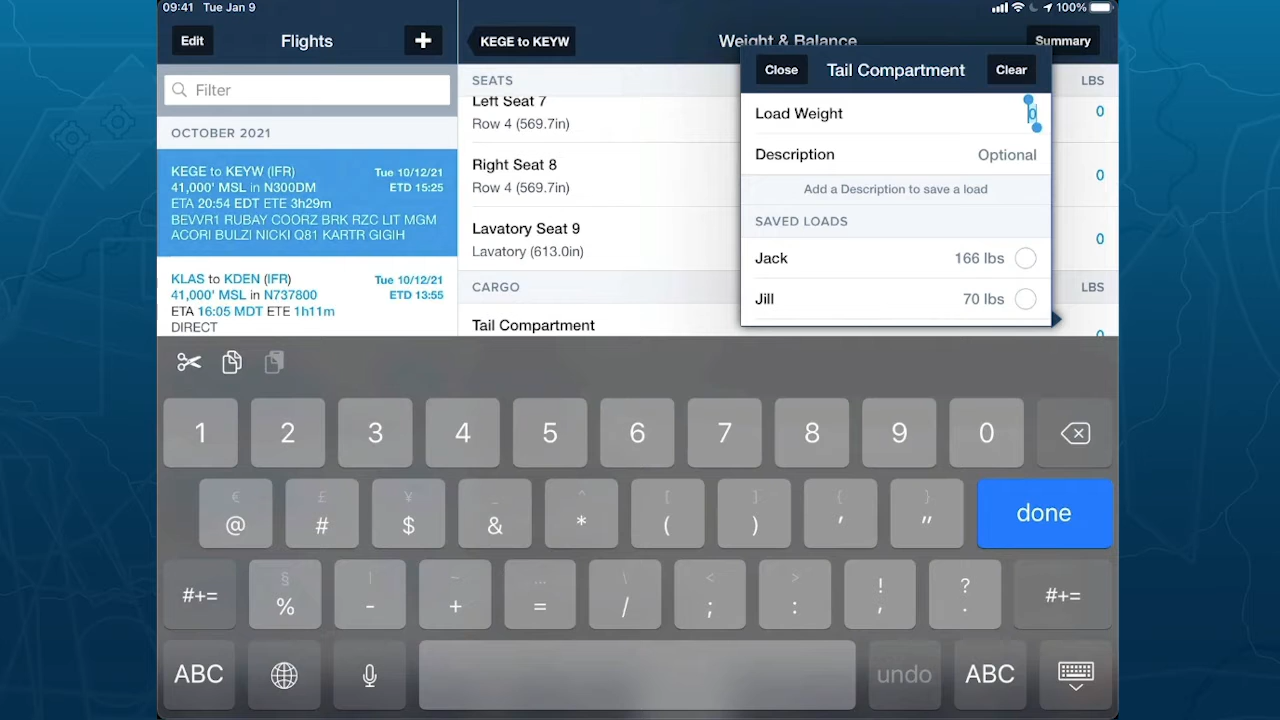 09:41 Tue Jan 9
100%
Edit
Flights
+
KEGE to KEYW
Weight & Balance
Summary
Filter
OCTOBER 2021
KEGE to KEYW (IFR)
Tue 10/12/21
41,000' MSL in N300DM
ETD 15:25
ETA 20:54 EDT ETE 3h29m
BEVVR1 RUBAY COORZ BRK RZC LIT MGM
ACORI BULZI NICKI Q81 KARTR GIGIH
KLAS to KDEN (IFR)
Tue 10/12/21
41,000' MSL in N737800
ETD 13:55
ETA 16:05 MDT ETE 1h11m
DIRECT
SEATS
LBS
Left Seat 7
Row 4 (569.7in)
0
Right Seat 8
Row 4 (569.7in)
0
Lavatory Seat 9
Lavatory (613.0in)
0
CARGO
LBS
Tail Compartment
0
Close
Tail Compartment
Clear
Load Weight
0
Description
Optional
Add a Description to save a load
SAVED LOADS
Jack
166 lbs
Jill
70 lbs
1 2 3 4 5 6 7 8 9 0
€ £ ¥ _ ^ [ ] { }
@ # $ & * ( ) ' " done
§ | ~ … \ < > ! ?
#+= % - + = / ; : , . #+=
ABC undo ABC